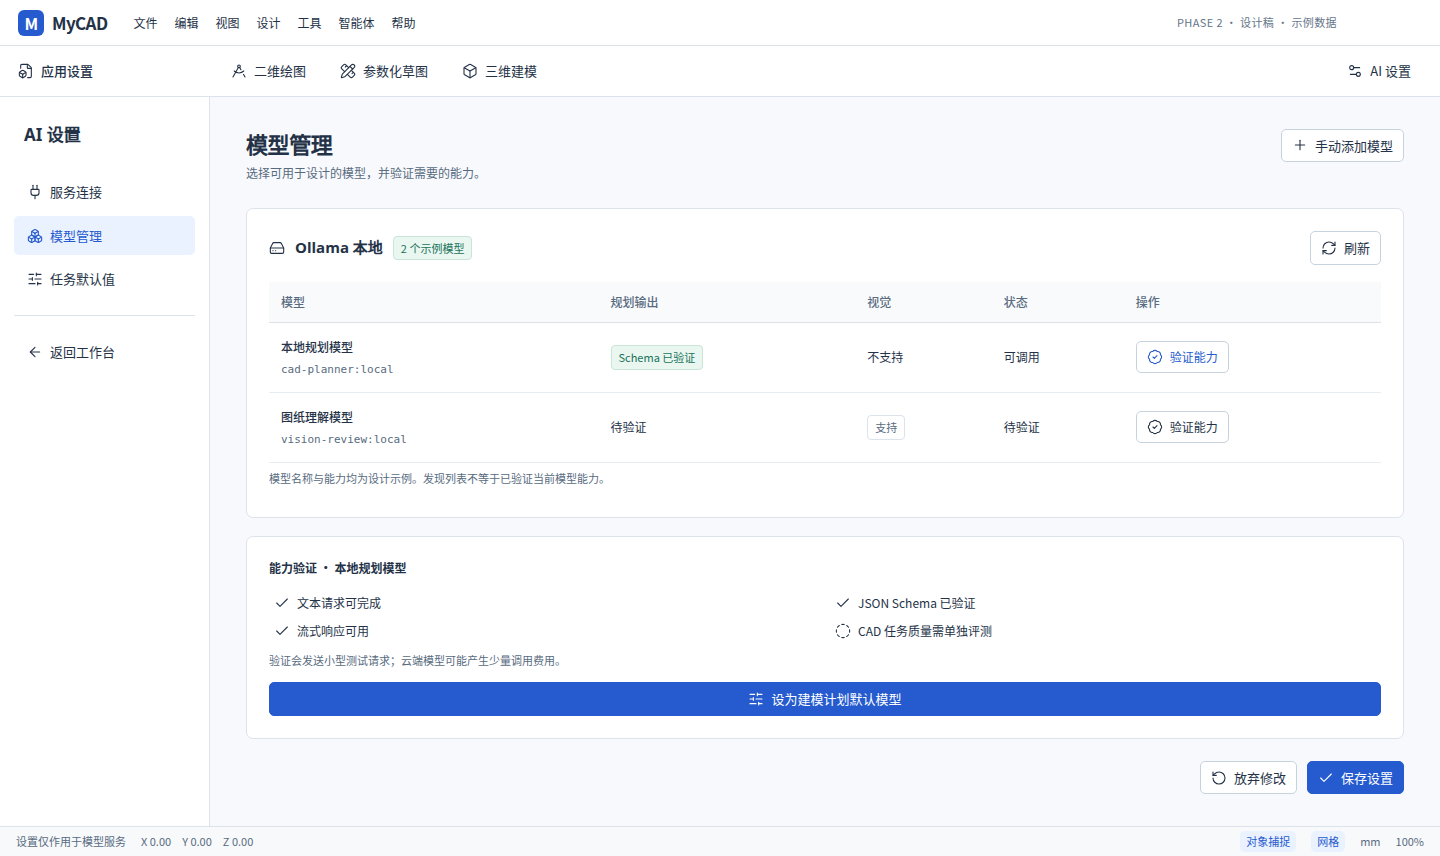 M MyCAD 文件 编辑 视图 设计 工具 智能体 帮助 PHASE 2 · 设计稿 · 示例数据
应用设置 二维绘图 参数化草图 三维建模 AI 设置
AI 设置
服务连接
模型管理
任务默认值
返回工作台
模型管理
手动添加模型
选择可用于设计的模型，并验证需要的能力。
Ollama 本地 2 个示例模型 刷新
模型 规划输出 视觉 状态 操作
本地规划模型
cad-planner:local
Schema 已验证 不支持 可调用 验证能力
图纸理解模型
vision-review:local
待验证 支持 待验证 验证能力
模型名称与能力均为设计示例。发现列表不等于已验证当前模型能力。
能力验证 · 本地规划模型
文本请求可完成 JSON Schema 已验证
流式响应可用 CAD 任务质量需单独评测
验证会发送小型测试请求；云端模型可能产生少量调用费用。
设为建模计划默认模型
放弃修改 保存设置
设置仅作用于模型服务 X 0.00 Y 0.00 Z 0.00 对象捕捉 网格 mm 100%